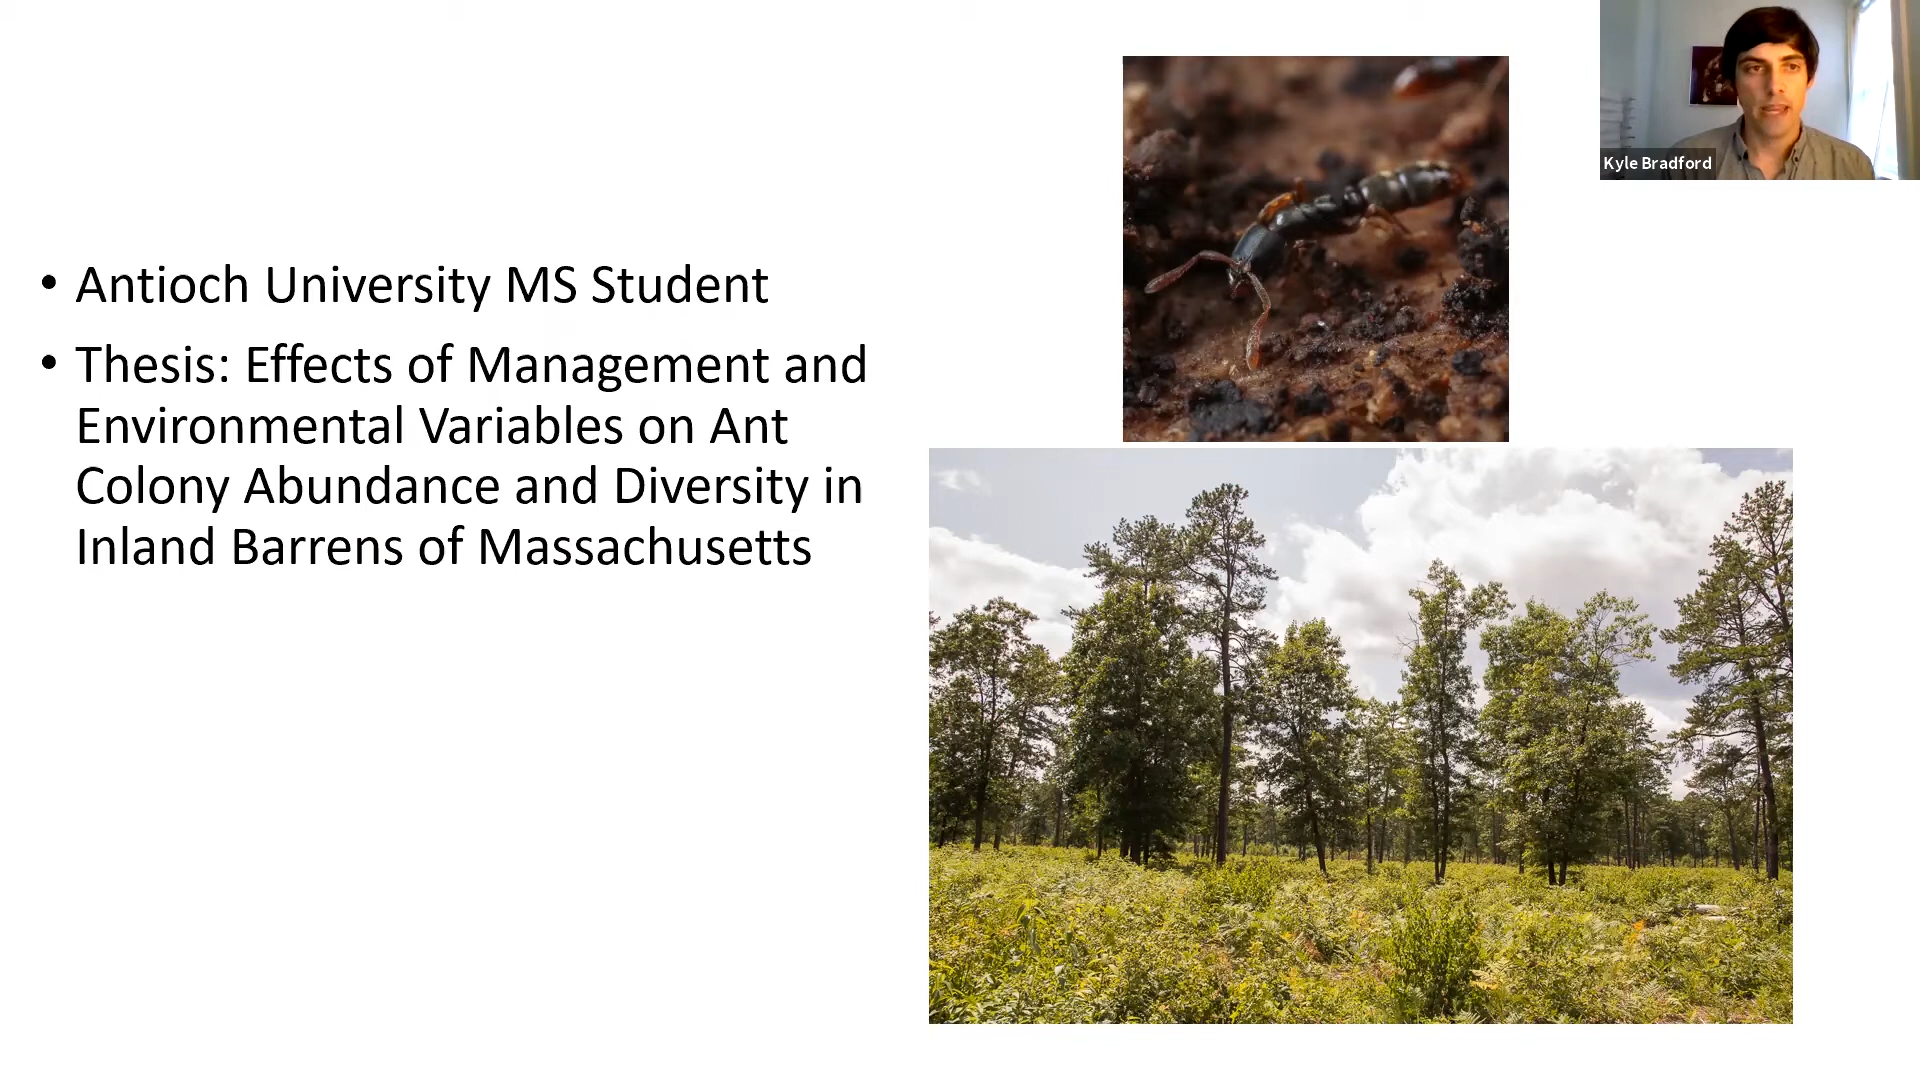 Kyle Bradford
• Antioch University MS Student
• Thesis: Effects of Management and
Environmental Variables on Ant
Colony Abundance and Diversity in
Inland Barrens of Massachusetts